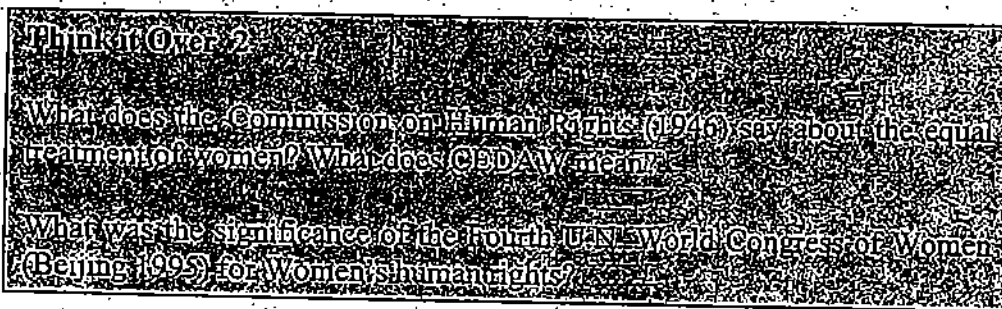 Think it Over 2
What does the Commission on Human Rights (1946) say about the equal
treatment of women? What does CEDAW mean?
What was the significance of the Fourth U.N. World Congress of Women
(Beijing 1995) for Women's human rights?